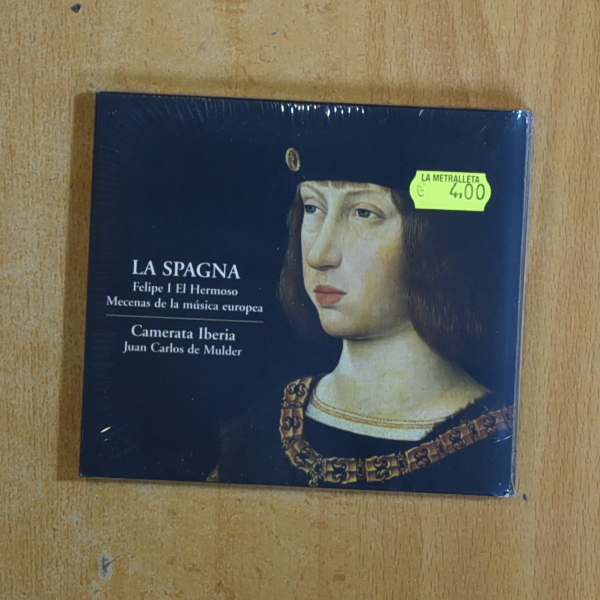 LA METRALLETA
€ 4,00
LA SPAGNA
Felipe I El Hermoso
Mecenas de la música europea
Camerata Iberia
Juan Carlos de Mulder